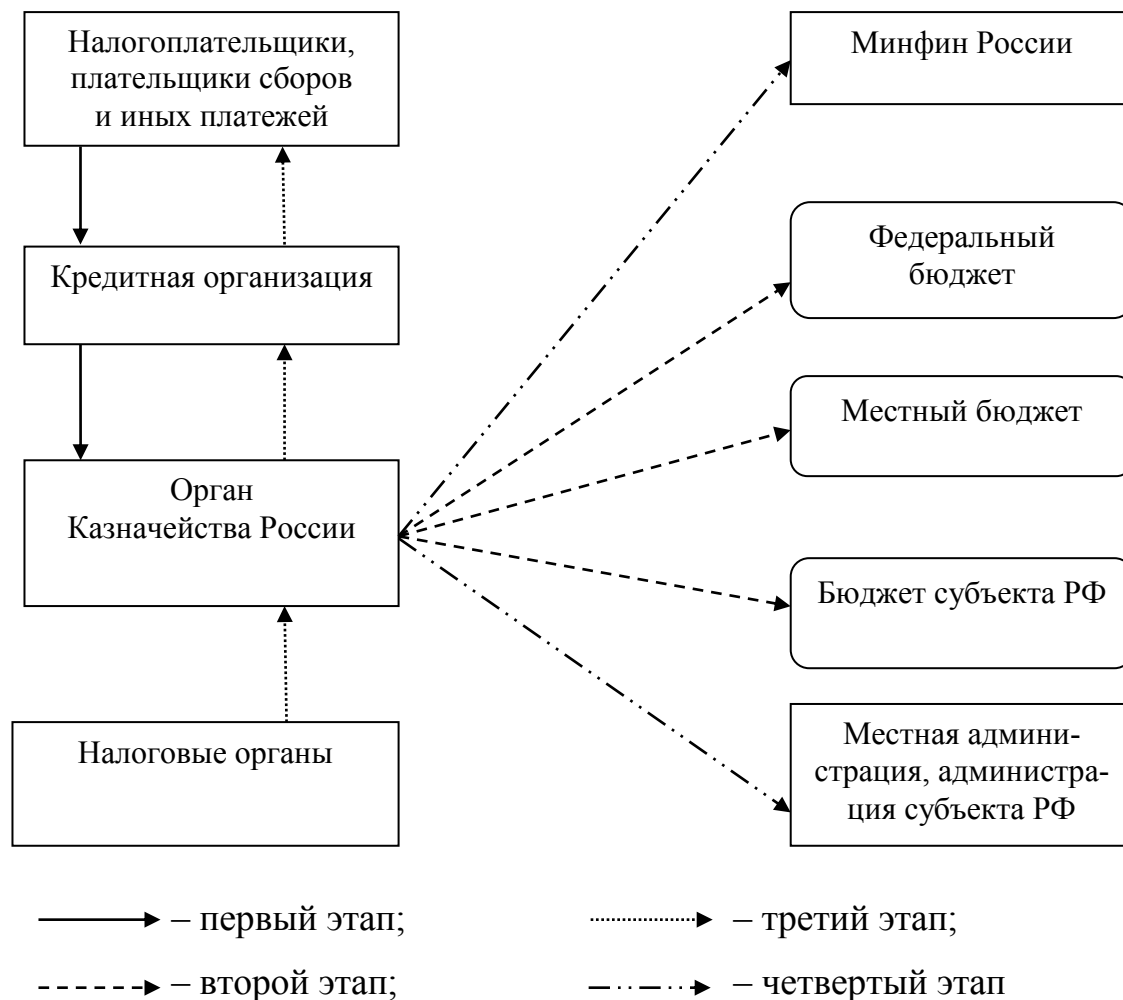 Налогоплательщики,
плательщики сборов
и иных платежей
Кредитная организация
Орган
Казначейства России
Налоговые органы
Минфин России
Федеральный
бюджет
Местный бюджет
Бюджет субъекта РФ
Местная админи-
страция, администра-
ция субъекта РФ
– первый этап;
– третий этап;
– второй этап;
– четвертый этап